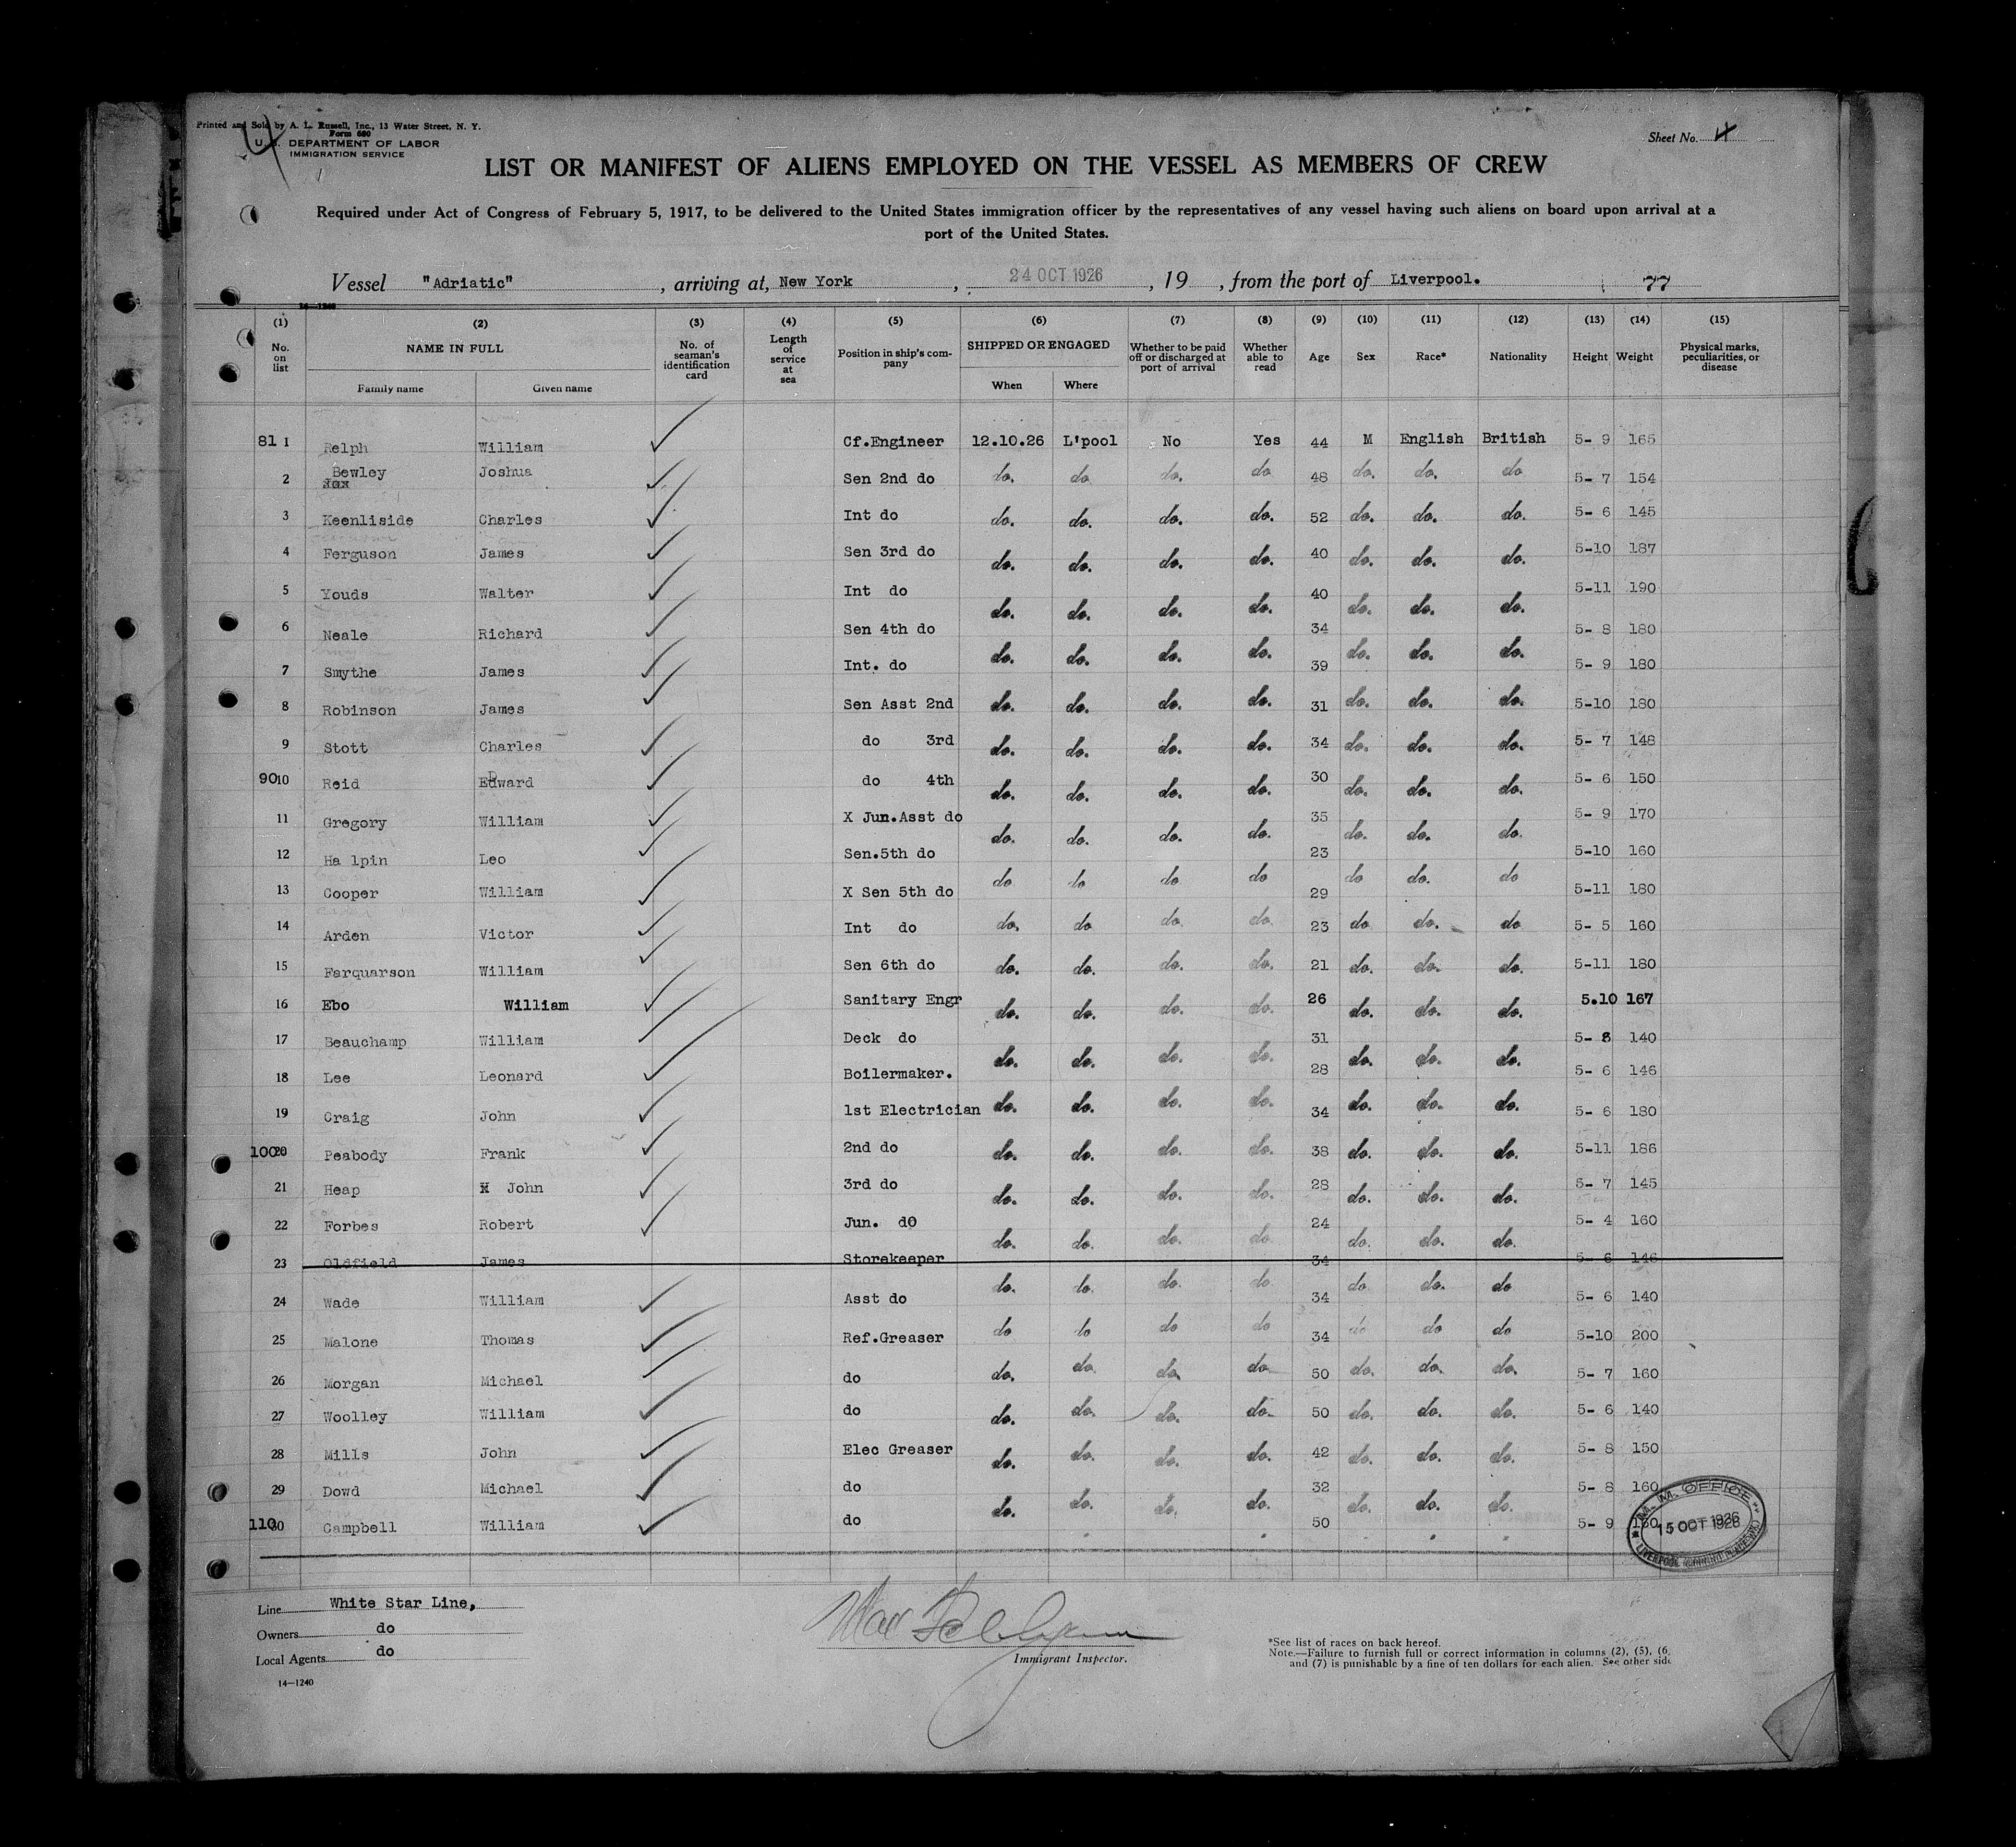 Printed and Sold by A. L. Russell, Inc., 13 Water Street, N. Y.
Form 680
U. S. DEPARTMENT OF LABOR
IMMIGRATION SERVICE
4
Sheet No. 4
LIST OR MANIFEST OF ALIENS EMPLOYED ON THE VESSEL AS MEMBERS OF CREW
Required under Act of Congress of February 5, 1917, to be delivered to the United States immigration officer by the representatives of any vessel having such aliens on board upon arrival at a
port of the United States.
Vessel "Adriatic", arriving at, New York, 24 OCT 1926, 19 , from the port of Liverpool. 77
14-1240
(1) (2) (3) (4) (5) (6) (7) (8) (9) (10) (11) (12) (13) (14) (15)
No. on list NAME IN FULL Family name Given name No. of seaman's identification card Length of service at sea Position in ship's company SHIPPED OR ENGAGED When Where Whether to be paid off or discharged at port of arrival Whether able to read Age Sex Race* Nationality Height Weight Physical marks, peculiarities, or disease
81 1 Relph William Cf.Engineer 12.10.26 L'pool No Yes 44 M English British 5- 9 165
2 Bewley Joshua Sen 2nd do do. do. do. do 48 do. do. do 5- 7 154
3 Keenliside Charles Int do do. do. do. do. 52 do. do. do. 5- 6 145
4 Ferguson James Sen 3rd do do. do. do. do. 40 do. do. do. 5-10 187
5 Youds Walter Int do do. do. do. do. 40 do. do. do. 5-11 190
6 Neale Richard Sen 4th do do. do. do. do. 34 do. do. do. 5- 8 180
7 Smythe James Int. do do. do. do. do. 39 do. do. do. 5- 9 180
8 Robinson James Sen Asst 2nd do. do. do. do. 31 do. do. do. 5-10 180
9 Stott Charles do 3rd do. do. do. do. 34 do. do. do. 5- 7 148
90 10 Reid EDward do 4th do. do. do. do. 30 do. do. do. 5- 6 150
11 Gregory William X Jun.Asst do do. do. do. do. 35 do. do. do. 5- 9 170
12 Ha lpin Leo Sen.5th do do do do do 23 do do. do 5-10 160
13 Cooper William X Sen 5th do do. do do. do. 29 do do. do 5-11 180
14 Arden Victor Int do do. do. do. do. 23 do. do. do. 5- 5 160
15 Farquarson William Sen 6th do do. do. do. do. 21 do. do. do. 5-11 180
16 Ebo William Sanitary Engr do. do. do. do. 26 do. do. do. 5.10 167
17 Beauchamp William Deck do do. do. do. do. 31 do. do. do. 5- 8 140
18 Lee Leonard Boilermaker. do. do. do. do. 28 do. do. do. 5- 6 146
19 Craig John 1st Electrician do. do. do. do. 34 do. do. do. 5- 6 180
100 20 Peabody Frank 2nd do do. do. do. do. 38 do. do. do. 5-11 186
21 Heap John 3rd do do. do. do. do. 28 do. do. do. 5- 7 145
22 Forbes Robert Jun. dO do. do. do. do. 24 do. do. do. 5- 4 160
23 Oldfield James Storekeeper 34 5- 6 146
24 Wade William Asst do do. do. do. do 34 do do. do 5- 6 140
25 Malone Thomas Ref.Greaser do do do do 34 do do do 5-10 200
26 Morgan Michael do do. do. do. do. 50 do. do. do. 5- 7 160
27 Woolley William do do. do. do. do. 50 do. do. do. 5- 6 140
28 Mills John Elec Greaser do. do. do. do. 42 do. do. do. 5- 8 150
29 Dowd Michael do do. do. do. do. 32 do. do. do. 5- 8 160
110 30 Campbell William do 50 5- 9 160
M. M. OFFICE
15 OCT 1926
LIVERPOOL
Line White Star Line,
Owners do
Local Agents do
14-1240
Immigrant Inspector.
*See list of races on back hereof.
Note.—Failure to furnish full or correct information in columns (2), (5), (6,
and (7) is punishable by a fine of ten dollars for each alien. See other side